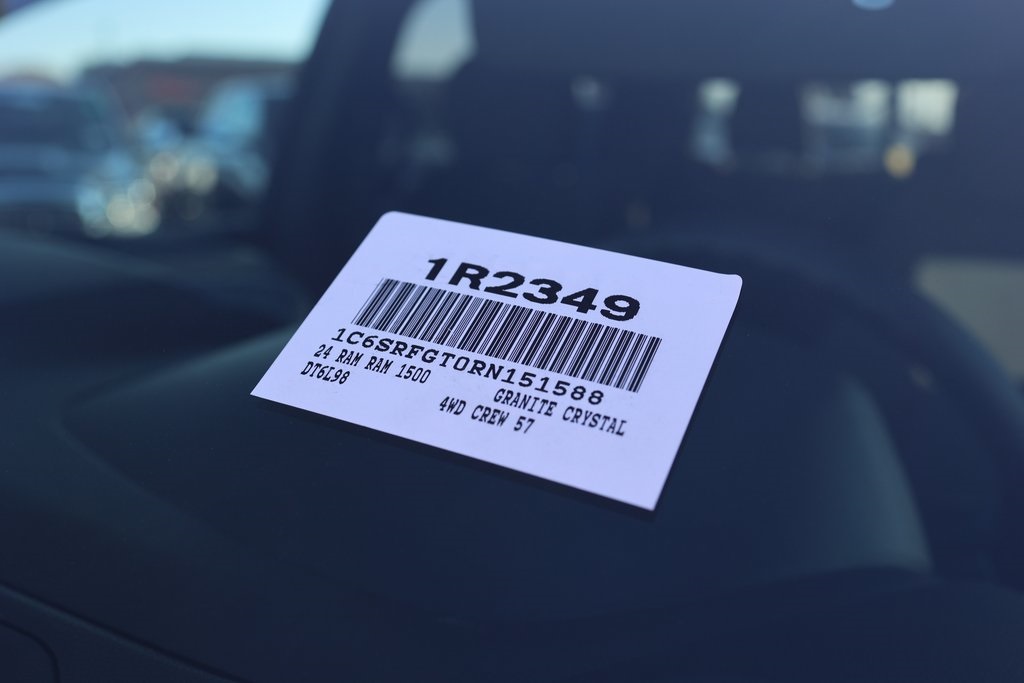 1R2349
1C6SRFGT0RN151588
24 RAM RAM 1500
GRANITE CRYSTAL
DT6L98
4WD CREW 57